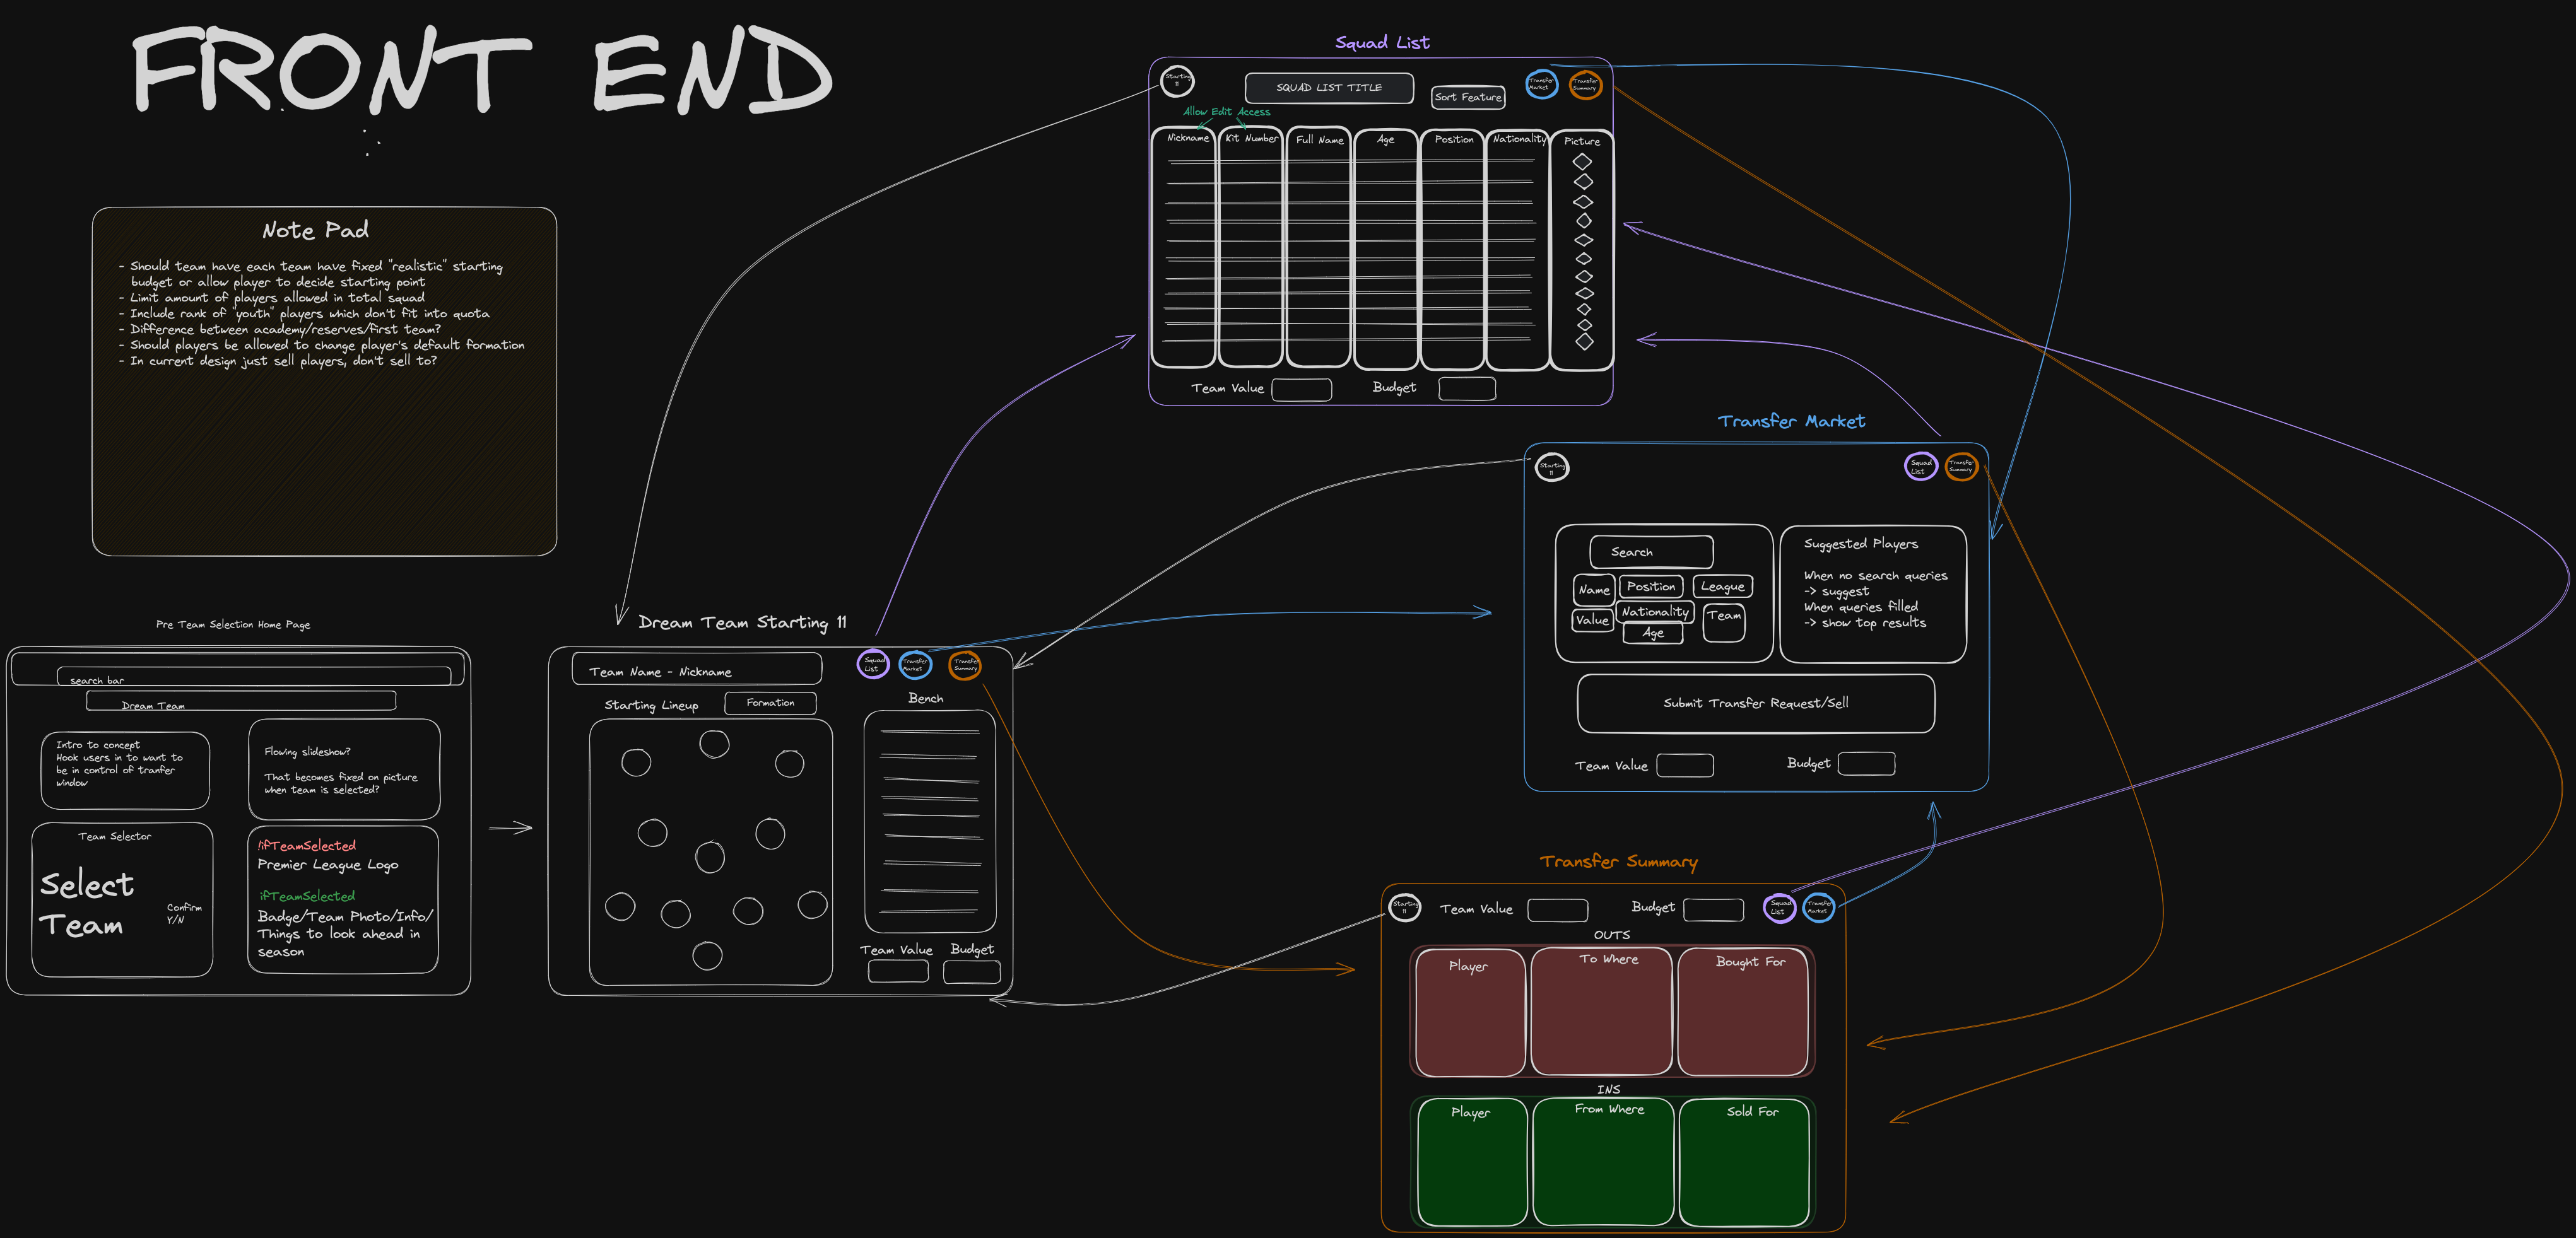 FRONT END
Note Pad
- Should team have each team have fixed "realistic" starting
budget or allow player to decide starting point
- Limit amount of players allowed in total squad
- Include rank of "youth" players which don't fit into quota
- Difference between academy/reserves/first team?
- Should players be allowed to change player's default formation
- In current design just sell players, don't sell to?
Pre Team Selection Home Page
search bar
Dream Team
Intro to concept
Hook users in to want to
be in control of tranfer
window
Flowing slideshow?
That becomes fixed on picture
when team is selected?
Team Selector
Select
Team
Confirm
Y/N
!ifTeamSelected
Premier League Logo
ifTeamSelected
Badge/Team Photo/Info/
Things to look ahead in
season
Dream Team Starting 11
Team Name - Nickname
Squad
List
Transfer
Market
Transfer
Summary
Starting Lineup
Formation
Bench
Team Value
Budget
Squad List
Starting
11
SQUAD LIST TITLE
Sort Feature
Transfer
Market
Transfer
Summary
Allow Edit Access
Nickname
Kit Number
Full Name
Age
Position
Nationality
Picture
Team Value
Budget
Transfer Market
Starting
11
Squad
List
Transfer
Summary
Search
Name
Position
League
Value
Nationality
Team
Age
Suggested Players
When no search queries
-> suggest
When queries filled
-> show top results
Submit Transfer Request/Sell
Team Value
Budget
Transfer Summary
Starting
11
Team Value
Budget
Squad
List
Transfer
Market
OUTS
Player
To Where
Bought For
INS
Player
From Where
Sold For